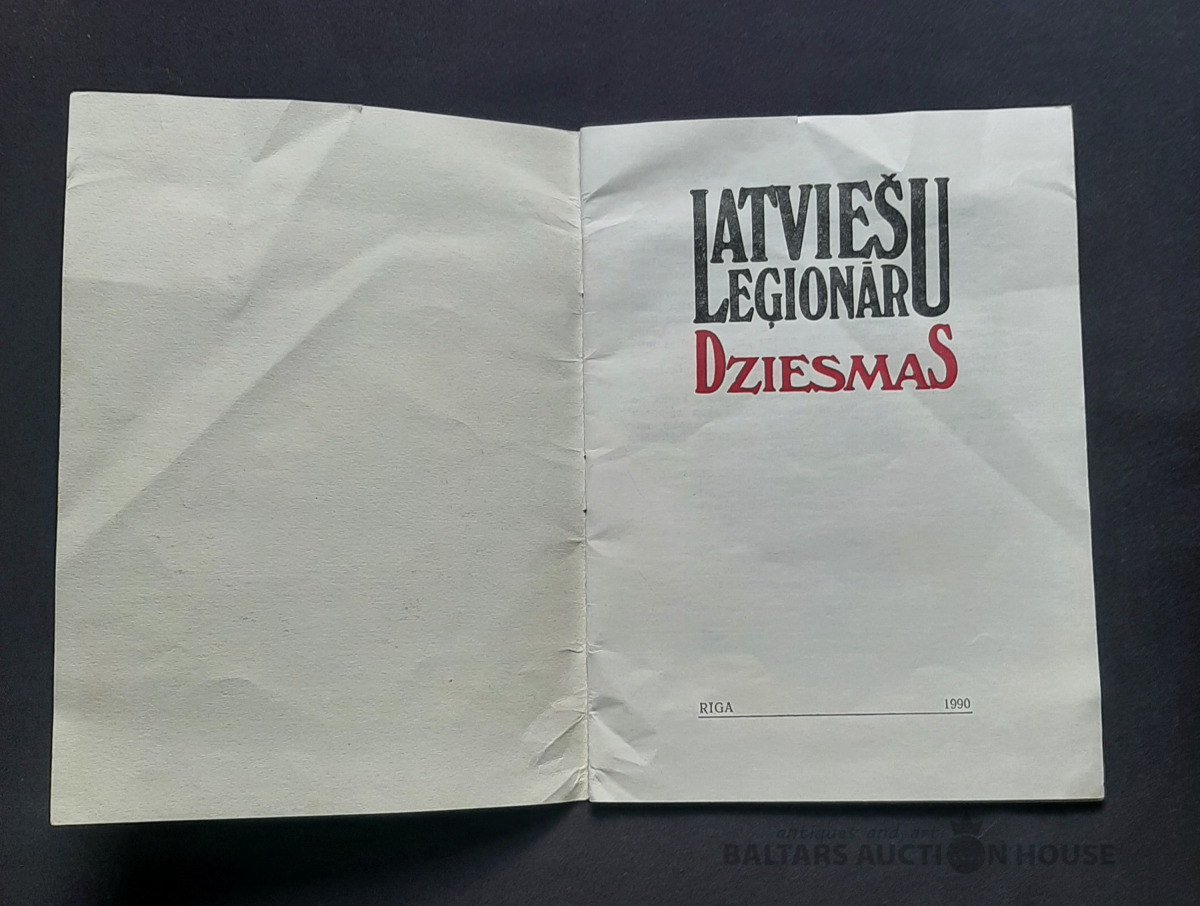 LATVIEŠU
LEĢIONĀRU
DZIESMAS
RIGA 1990
antiques and art
BALTARS AUCTION HOUSE